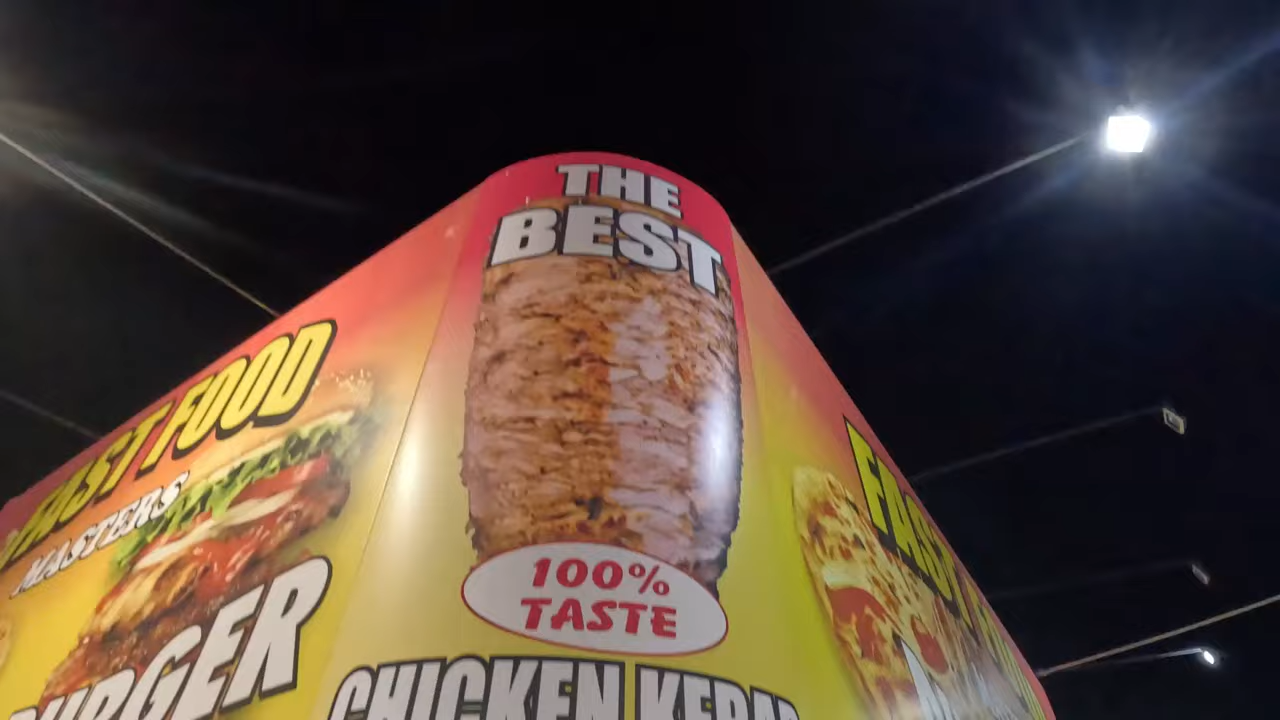 FAST FOOD
MASTERS
BURGER
THE
BEST
100%
TASTE
CHICKEN KEBAB
FAST